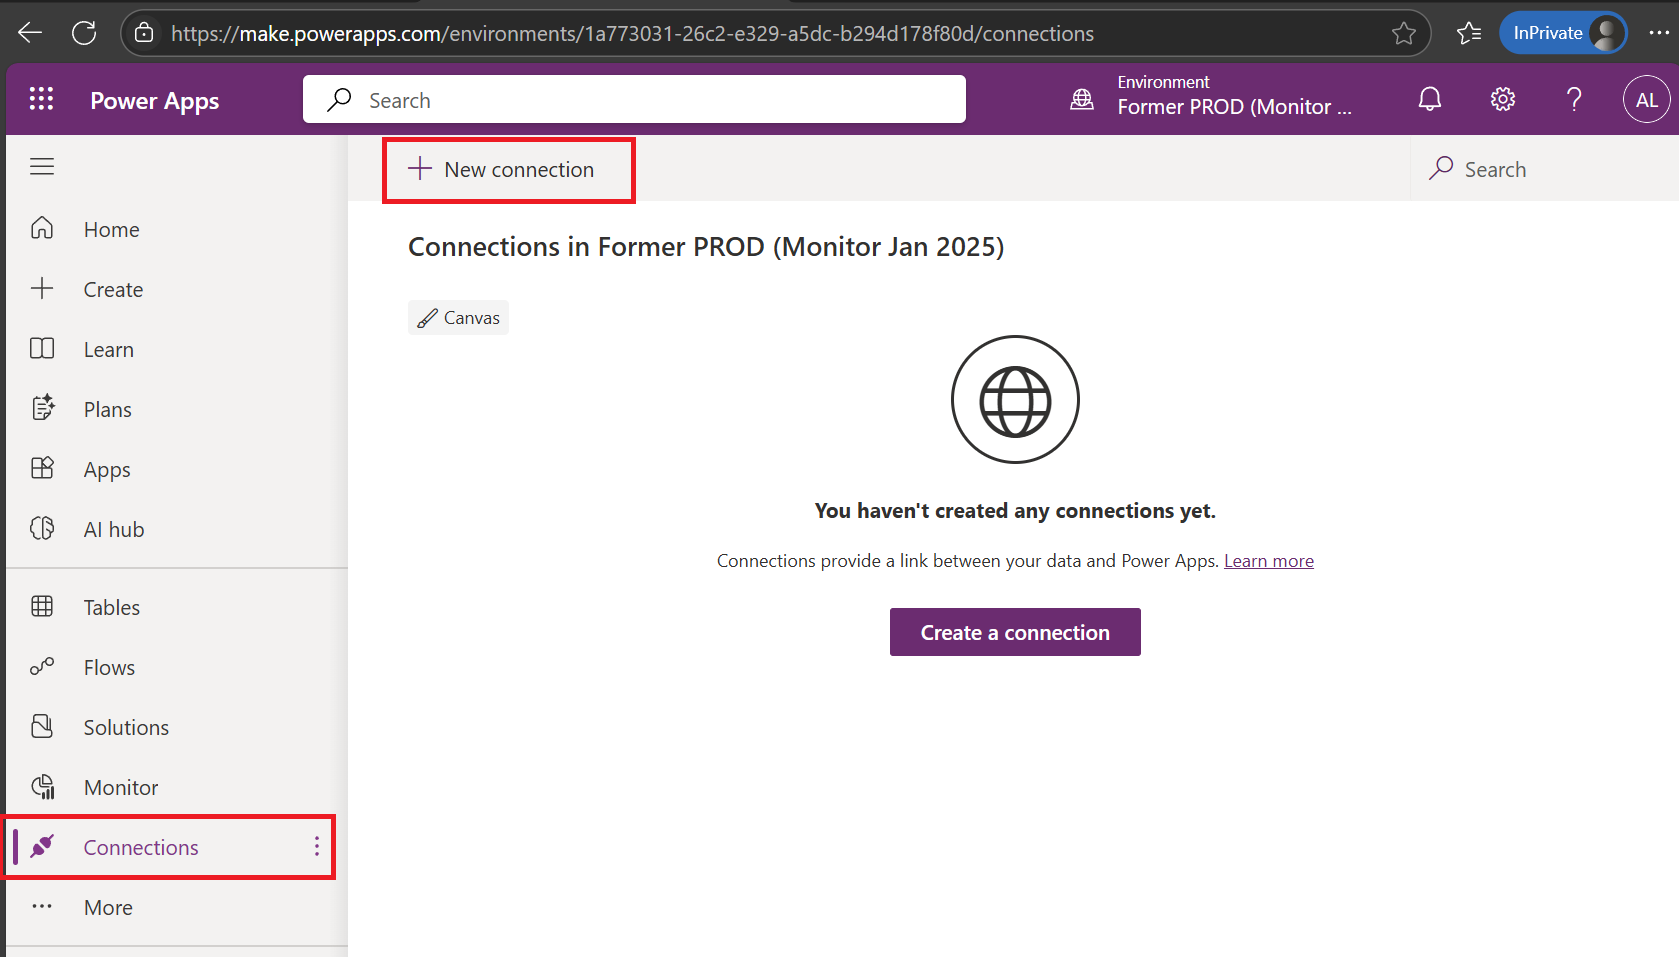 https://make.powerapps.com/environments/1a773031-26c2-e329-a5dc-b294d178f80d/connections
InPrivate
Power Apps
Search
Environment
Former PROD (Monitor ...
?
AL
New connection
Search
Home
Create
Learn
Plans
Apps
AI hub
Tables
Flows
Solutions
Monitor
Connections
More
Connections in Former PROD (Monitor Jan 2025)
Canvas
You haven't created any connections yet.
Connections provide a link between your data and Power Apps. Learn more
Create a connection